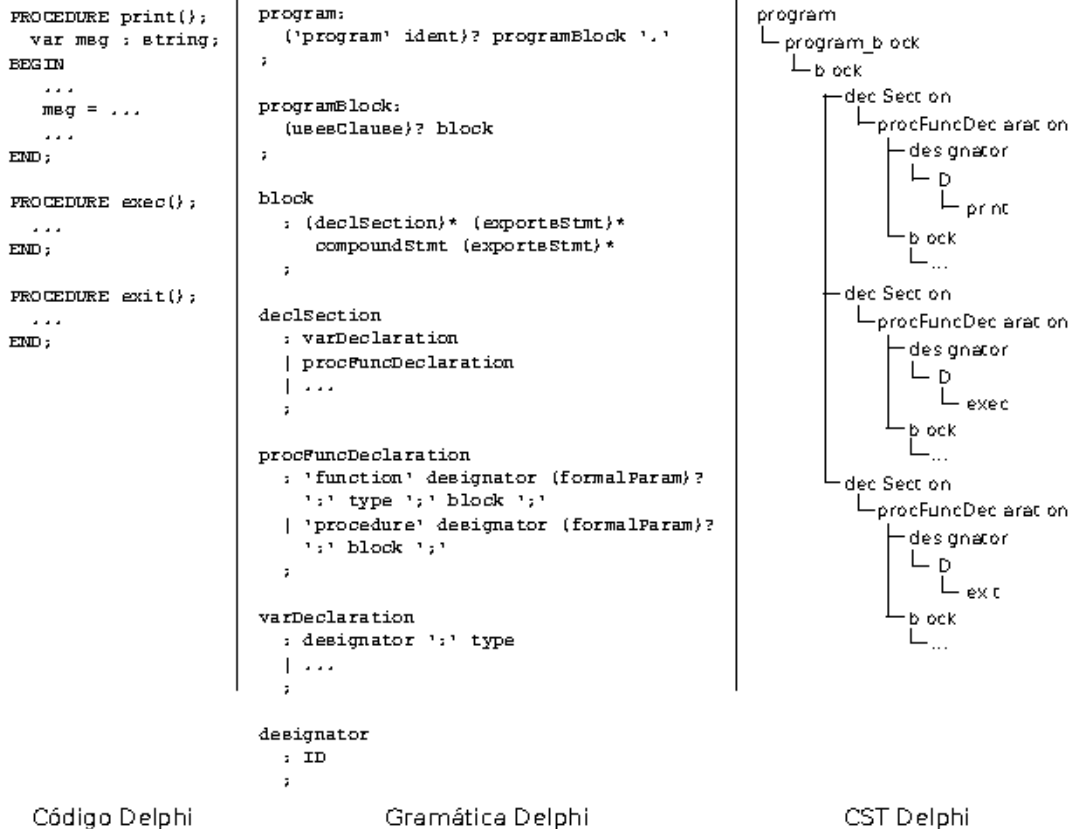 PROCEDURE print();
var msg : string;
BEGIN
...
msg = ...
...
END;
PROCEDURE exec();
...
END;
PROCEDURE exit();
...
END;
program:
('program' ident)? programBlock '.'
;
programBlock:
(usesClause)? block
;
block
: (declSection)* (exportsStmt)*
compoundStmt (exportsStmt)*
;
declSection
: varDeclaration
| procFuncDeclaration
| ...
;
procFuncDeclaration
: 'function' designator (formalParam)?
':' type ';' block ';'
| 'procedure' designator (formalParam)?
';' block ';'
;
varDeclaration
: designator ':' type
| ...
;
designator
: ID
;
program
program_b ock
b ock
dec Sect on
procFuncDec arat on
des gnator
D
pr nt
b ock
...
dec Sect on
procFuncDec arat on
des gnator
D
exec
b ock
...
dec Sect on
procFuncDec arat on
des gnator
D
ex t
b ock
...
Código Delphi
Gramática Delphi
CST Delphi